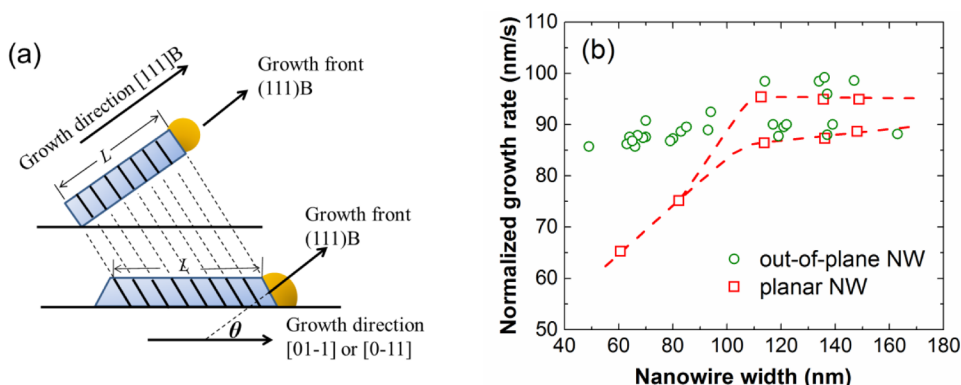 (a)
Growth direction [111]B
L
Growth front
(111)B
Growth front
(111)B
L
θ
Growth direction
[01-1] or [0-11]
(b)
Normalized growth rate (nm/s)
110
100
90
80
70
60
50
out-of-plane NW
planar NW
40 60 80 100 120 140 160 180
Nanowire width (nm)